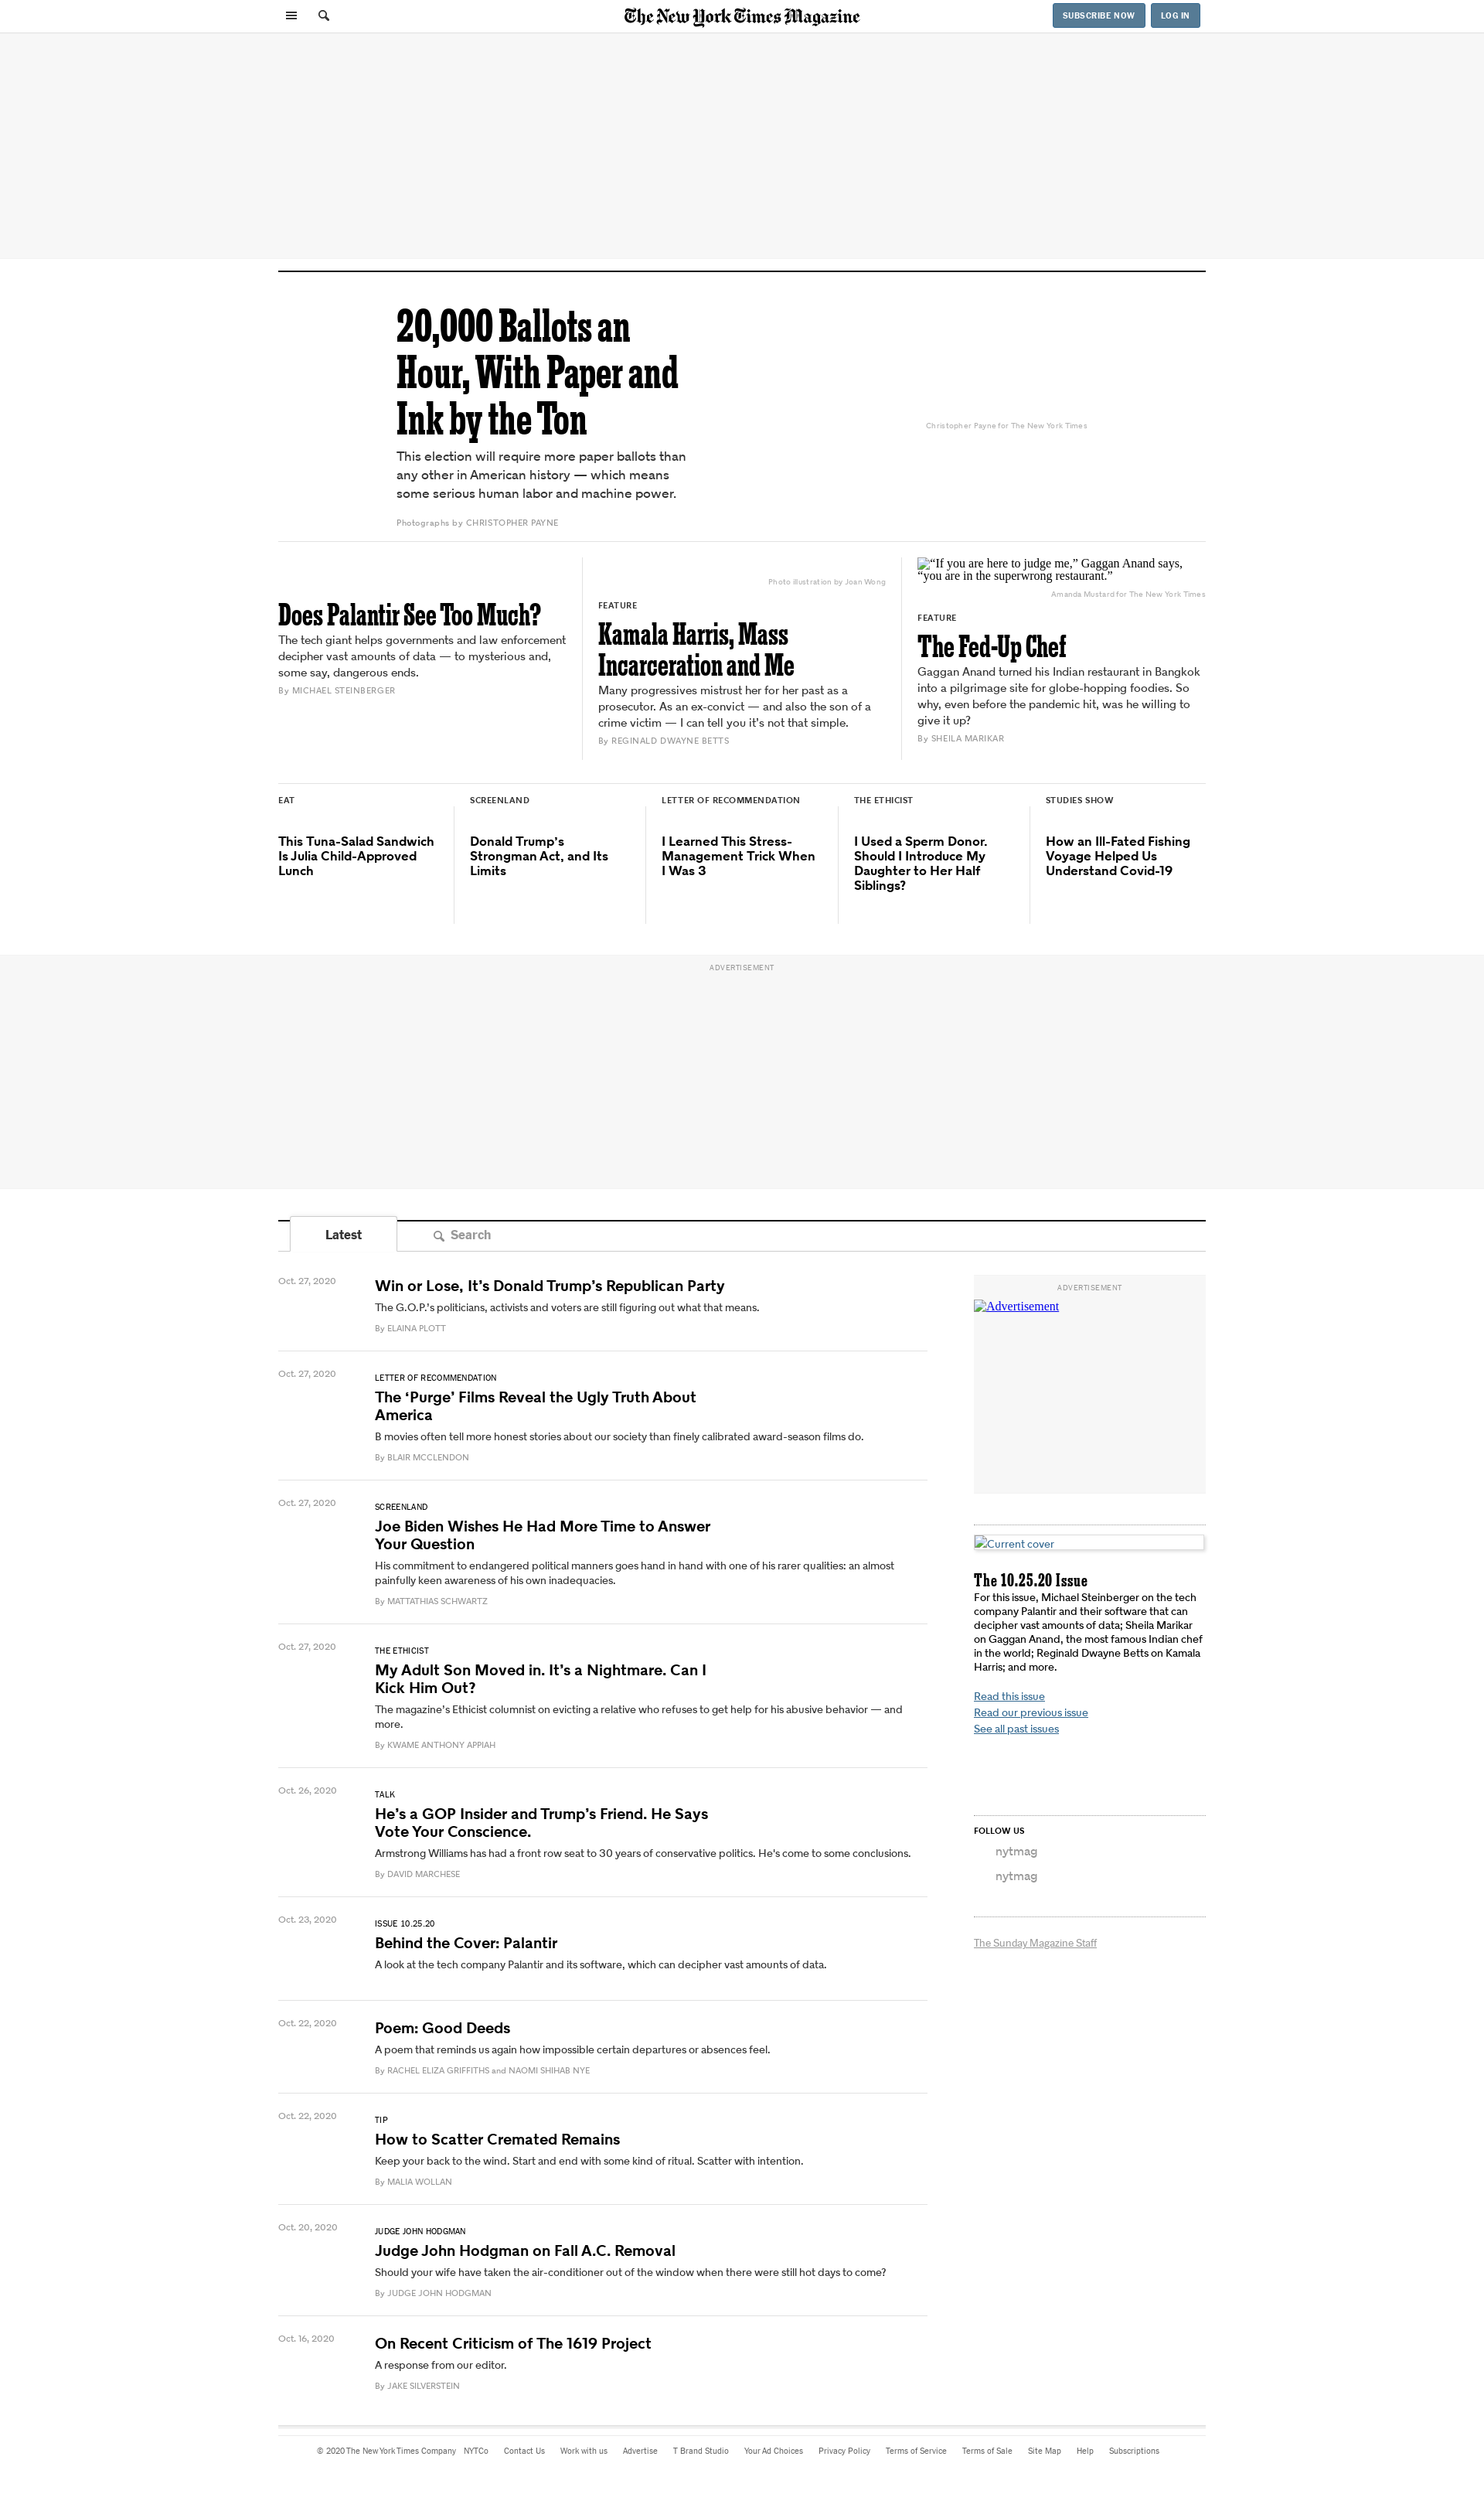 The New York Times Magazine
SUBSCRIBE NOW
LOG IN
20,000 Ballots an
Hour, With Paper and
Ink by the Ton
This election will require more paper ballots than
any other in American history — which means
some serious human labor and machine power.
Photographs by CHRISTOPHER PAYNE
Christopher Payne for The New York Times
Does Palantir See Too Much?
The tech giant helps governments and law enforcement
decipher vast amounts of data — to mysterious and,
some say, dangerous ends.
By MICHAEL STEINBERGER
Photo illustration by Joan Wong
FEATURE
Kamala Harris, Mass
Incarceration and Me
Many progressives mistrust her for her past as a
prosecutor. As an ex-convict — and also the son of a
crime victim — I can tell you it’s not that simple.
By REGINALD DWAYNE BETTS
“If you are here to judge me,” Gaggan Anand says,
“you are in the superwrong restaurant.”
Amanda Mustard for The New York Times
FEATURE
The Fed-Up Chef
Gaggan Anand turned his Indian restaurant in Bangkok
into a pilgrimage site for globe-hopping foodies. So
why, even before the pandemic hit, was he willing to
give it up?
By SHEILA MARIKAR
EAT
This Tuna-Salad Sandwich
Is Julia Child-Approved
Lunch
SCREENLAND
Donald Trump’s
Strongman Act, and Its
Limits
LETTER OF RECOMMENDATION
I Learned This Stress-
Management Trick When
I Was 3
THE ETHICIST
I Used a Sperm Donor.
Should I Introduce My
Daughter to Her Half
Siblings?
STUDIES SHOW
How an Ill-Fated Fishing
Voyage Helped Us
Understand Covid-19
ADVERTISEMENT
Latest
Search
Oct. 27, 2020
Win or Lose, It’s Donald Trump’s Republican Party
The G.O.P.’s politicians, activists and voters are still figuring out what that means.
By ELAINA PLOTT
Oct. 27, 2020
LETTER OF RECOMMENDATION
The ‘Purge’ Films Reveal the Ugly Truth About
America
B movies often tell more honest stories about our society than finely calibrated award-season films do.
By BLAIR MCCLENDON
Oct. 27, 2020
SCREENLAND
Joe Biden Wishes He Had More Time to Answer
Your Question
His commitment to endangered political manners goes hand in hand with one of his rarer qualities: an almost
painfully keen awareness of his own inadequacies.
By MATTATHIAS SCHWARTZ
Oct. 27, 2020
THE ETHICIST
My Adult Son Moved in. It’s a Nightmare. Can I
Kick Him Out?
The magazine’s Ethicist columnist on evicting a relative who refuses to get help for his abusive behavior — and
more.
By KWAME ANTHONY APPIAH
Oct. 26, 2020
TALK
He’s a GOP Insider and Trump’s Friend. He Says
Vote Your Conscience.
Armstrong Williams has had a front row seat to 30 years of conservative politics. He's come to some conclusions.
By DAVID MARCHESE
Oct. 23, 2020
ISSUE 10.25.20
Behind the Cover: Palantir
A look at the tech company Palantir and its software, which can decipher vast amounts of data.
Oct. 22, 2020
Poem: Good Deeds
A poem that reminds us again how impossible certain departures or absences feel.
By RACHEL ELIZA GRIFFITHS and NAOMI SHIHAB NYE
Oct. 22, 2020
TIP
How to Scatter Cremated Remains
Keep your back to the wind. Start and end with some kind of ritual. Scatter with intention.
By MALIA WOLLAN
Oct. 20, 2020
JUDGE JOHN HODGMAN
Judge John Hodgman on Fall A.C. Removal
Should your wife have taken the air-conditioner out of the window when there were still hot days to come?
By JUDGE JOHN HODGMAN
Oct. 16, 2020
On Recent Criticism of The 1619 Project
A response from our editor.
By JAKE SILVERSTEIN
ADVERTISEMENT
Advertisement
Current cover
The 10.25.20 Issue
For this issue, Michael Steinberger on the tech
company Palantir and their software that can
decipher vast amounts of data; Sheila Marikar
on Gaggan Anand, the most famous Indian chef
in the world; Reginald Dwayne Betts on Kamala
Harris; and more.
Read this issue
Read our previous issue
See all past issues
FOLLOW US
nytmag
nytmag
The Sunday Magazine Staff
© 2020 The New York Times Company NYTCo Contact Us Work with us Advertise T Brand Studio Your Ad Choices Privacy Policy Terms of Service Terms of Sale Site Map Help Subscriptions